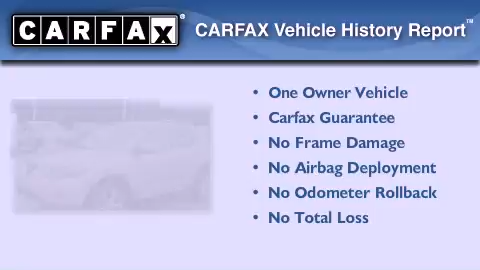 CARFAX® CARFAX Vehicle History Report™
• One Owner Vehicle
• Carfax Guarantee
• No Frame Damage
• No Airbag Deployment
• No Odometer Rollback
• No Total Loss